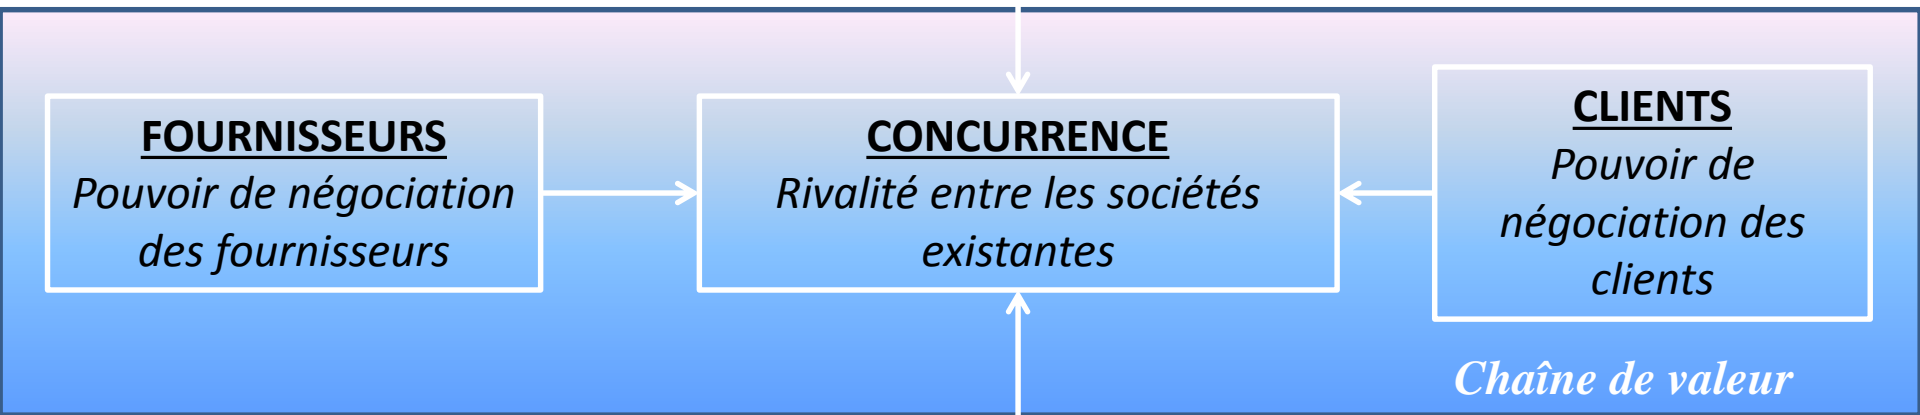 FOURNISSEURS
Pouvoir de négociation
des fournisseurs
CONCURRENCE
Rivalité entre les sociétés
existantes
CLIENTS
Pouvoir de
négociation des
clients
Chaîne de valeur